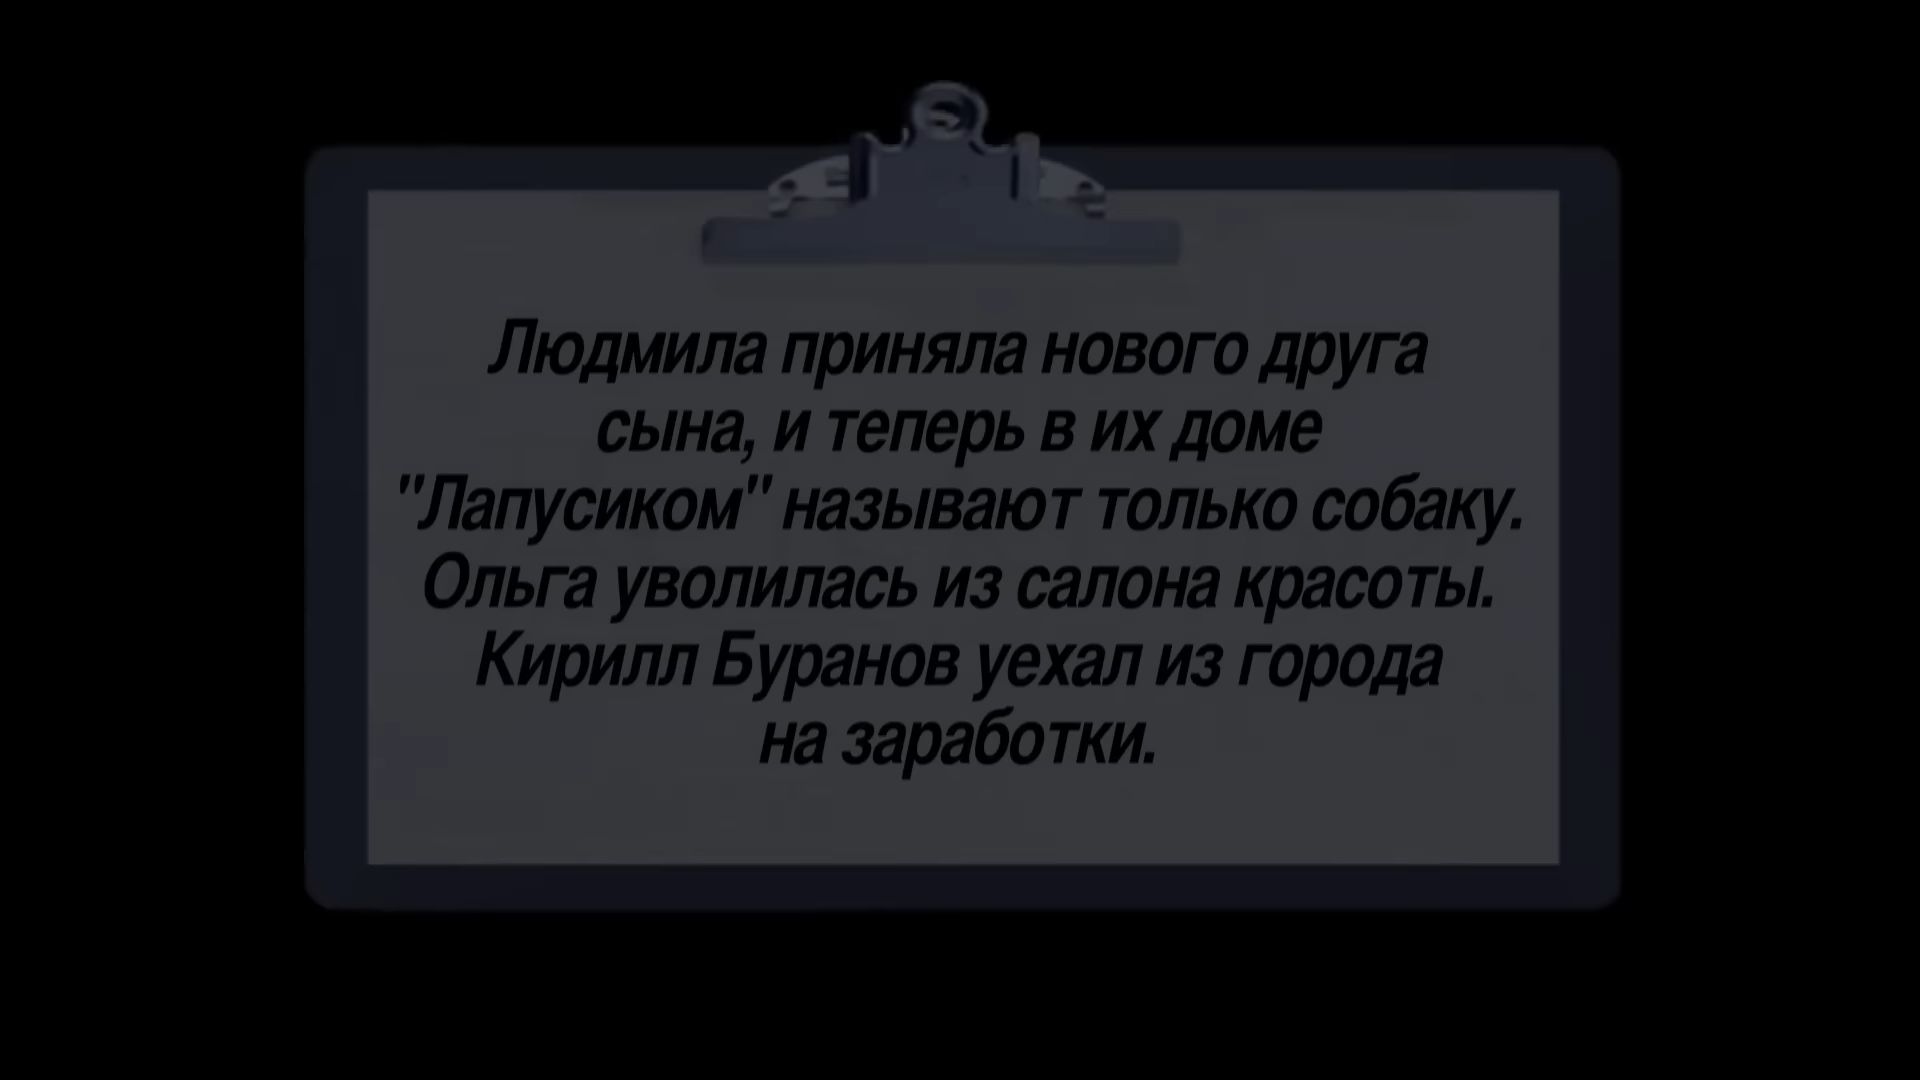 Людмила приняла нового друга
сына, и теперь в их доме
"Лапусиком" называют только собаку.
Ольга уволилась из салона красоты.
Кирилл Буранов уехал из города
на заработки.